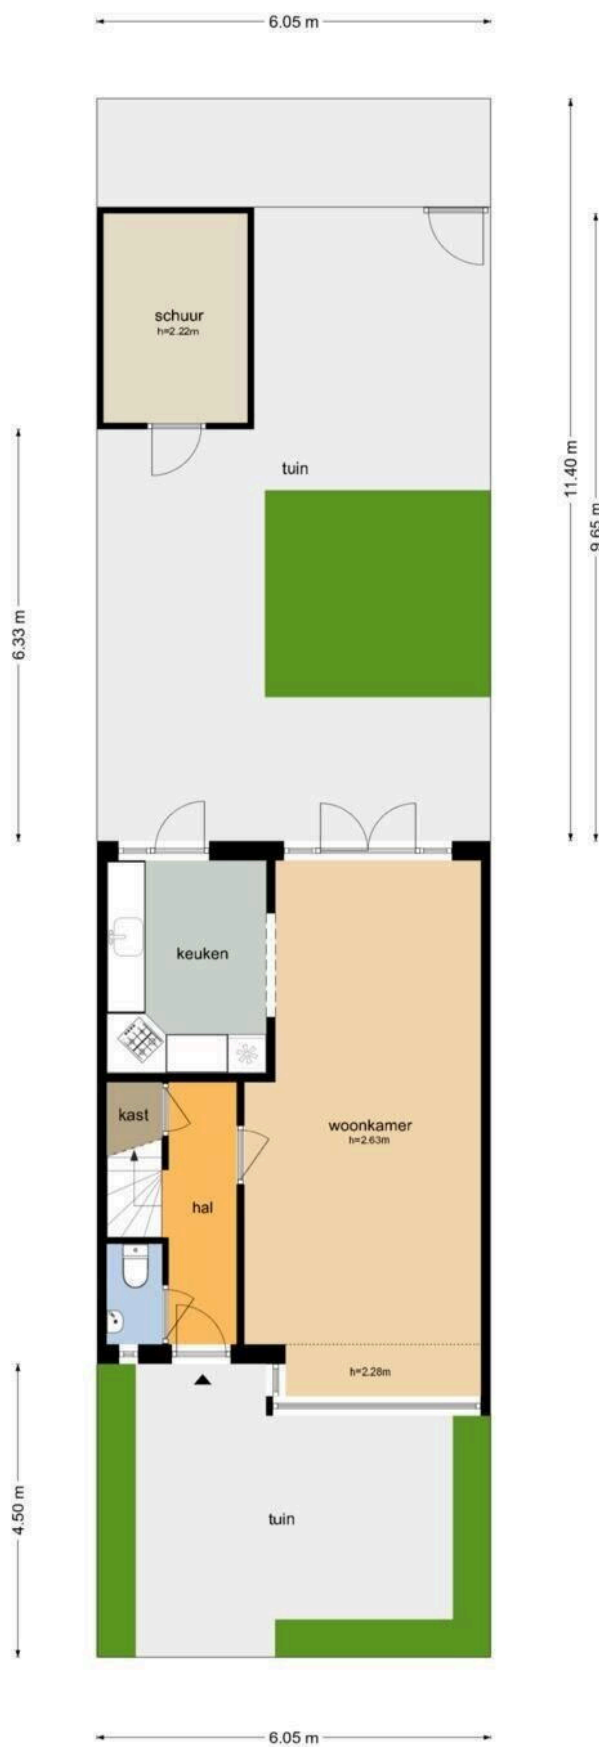 6.05 m
schuur
h=2.22m
tuin
11.40 m
9.65 m
6.33 m
keuken
kast
woonkamer
h=2.63m
hal
h=2.28m
4.50 m
tuin
6.05 m